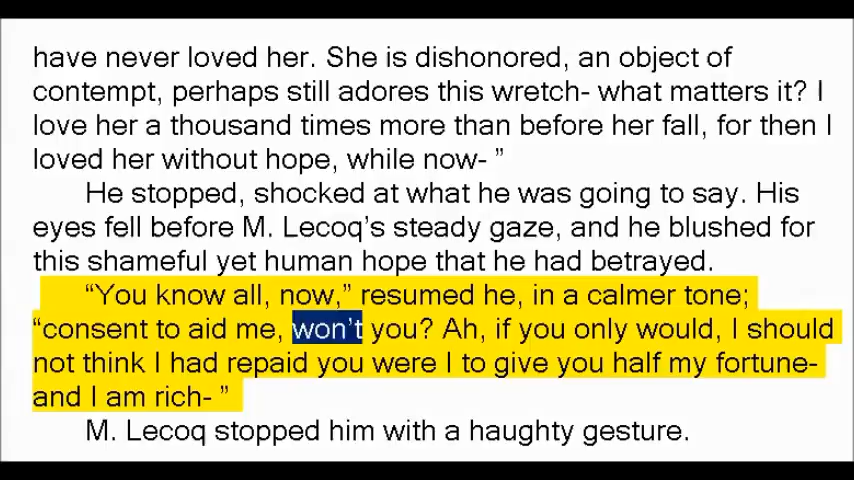 have never loved her. She is dishonored, an object of
contempt, perhaps still adores this wretch- what matters it? I
love her a thousand times more than before her fall, for then I
loved her without hope, while now- ”
He stopped, shocked at what he was going to say. His
eyes fell before M. Lecoq’s steady gaze, and he blushed for
this shameful yet human hope that he had betrayed.
“You know all, now,” resumed he, in a calmer tone;
“consent to aid me, won’t you? Ah, if you only would, I should
not think I had repaid you were I to give you half my fortune-
and I am rich- ”
M. Lecoq stopped him with a haughty gesture.